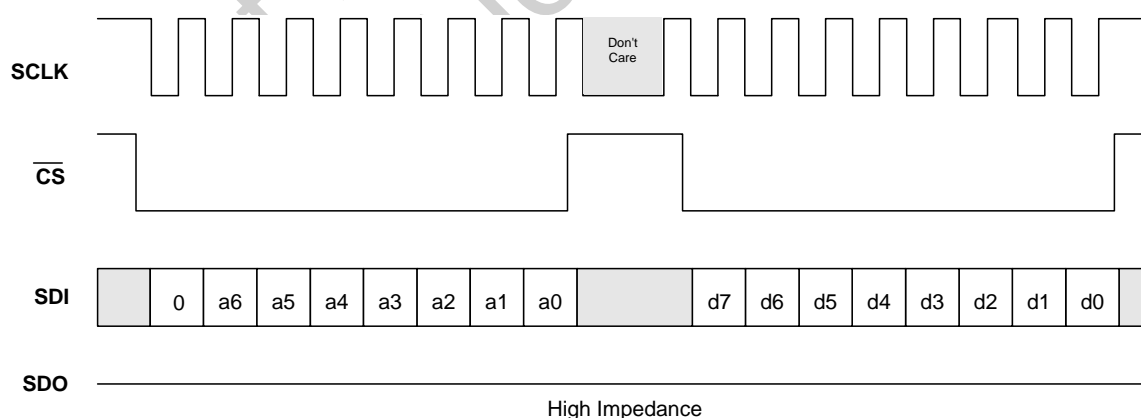 Don't
Care
SCLK
CS
SDI 0 a6 a5 a4 a3 a2 a1 a0 d7 d6 d5 d4 d3 d2 d1 d0
SDO
High Impedance